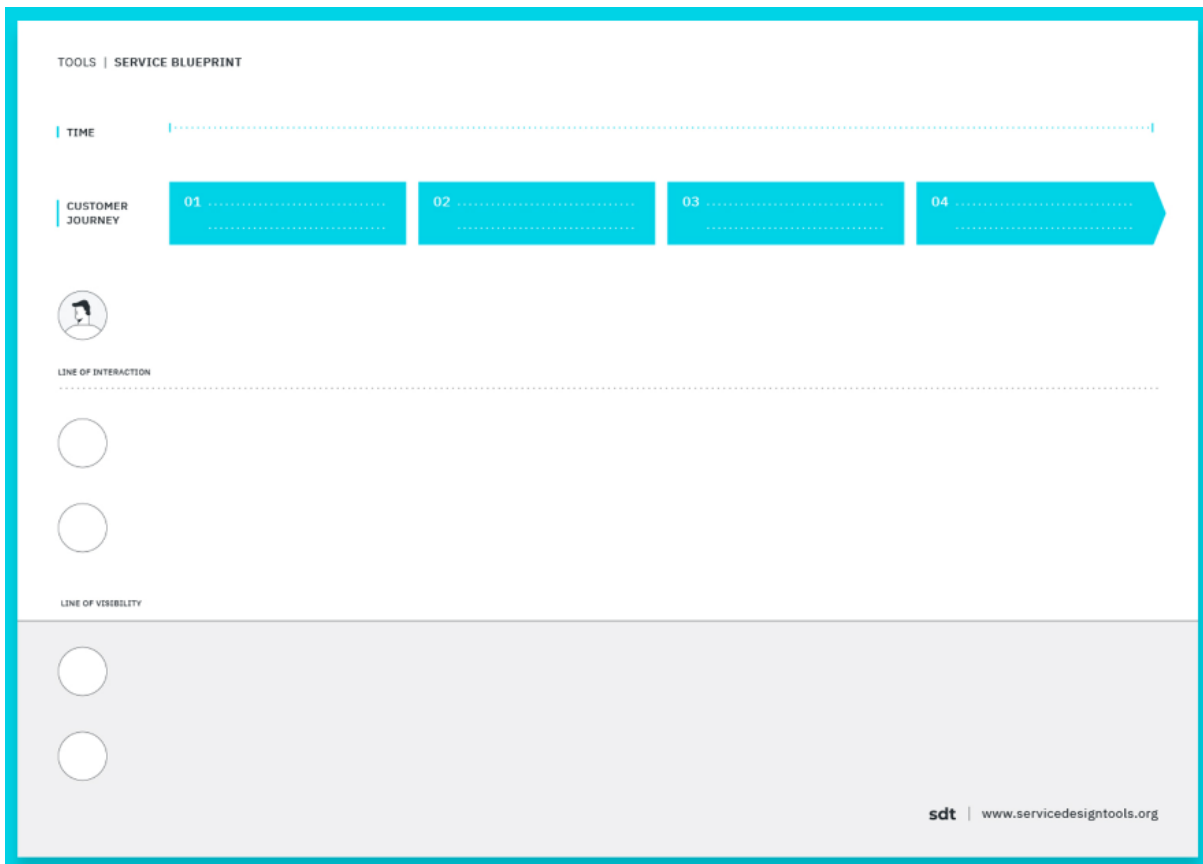 TOOLS | SERVICE BLUEPRINT
TIME
CUSTOMER
JOURNEY
01
02
03
04
LINE OF INTERACTION
LINE OF VISIBILITY
sdt | www.servicedesigntools.org